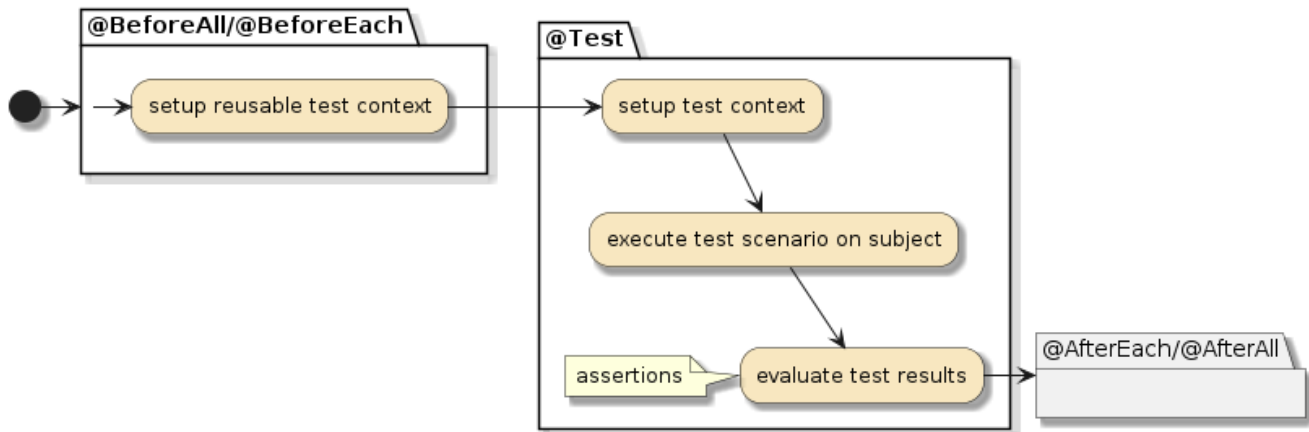 @BeforeAll/@BeforeEach
setup reusable test context
@Test
setup test context
execute test scenario on subject
assertions
evaluate test results
@AfterEach/@AfterAll